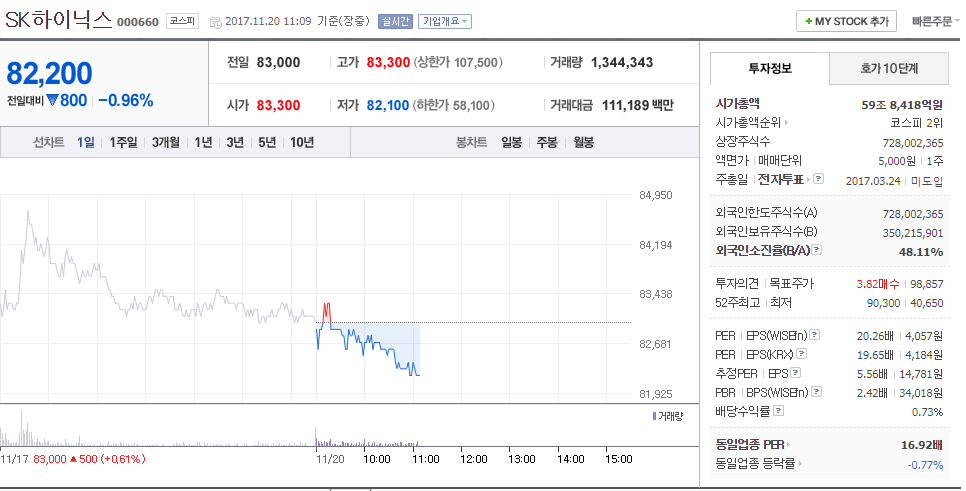 SK하이닉스 000660 코스피 2017.11.20 11:09 기준(장중) 실시간 기업개요 + MY STOCK 추가 빠른주문
82,200
전일대비 ▼800 -0.96%
전일 83,000 고가 83,300 (상한가 107,500) 거래량 1,344,343
시가 83,300 저가 82,100 (하한가 58,100) 거래대금 111,189 백만
선차트 1일 1주일 3개월 1년 3년 5년 10년 봉차트 일봉 주봉 월봉
84,950
84,194
83,438
82,681
81,925
거래량
11/17 83,000 ▲ 500 (+0.61%) 11/20 10:00 11:00 12:00 13:00 14:00 15:00
투자정보 호가 10단계
시가총액 59조 8,418억원
시가총액순위 코스피 2위
상장주식수 728,002,365
액면가 매매단위 5,000원 1주
주총일 전자투표 ? 2017.03.24 미도입
외국인한도주식수(A) 728,002,365
외국인보유주식수(B) 350,215,901
외국인소진율(B/A) ? 48.11%
투자의견 목표주가 3.82매수 98,857
52주최고 최저 90,300 40,650
PER EPS(WISEfn) ? 20.26배 4,057원
PER EPS(KRX) ? 19.65배 4,184원
추정PER EPS ? 5.56배 14,781원
PBR BPS(WISEfn) ? 2.42배 34,018원
배당수익률 ? 0.73%
동일업종 PER 16.92배
동일업종 등락률 -0.77%